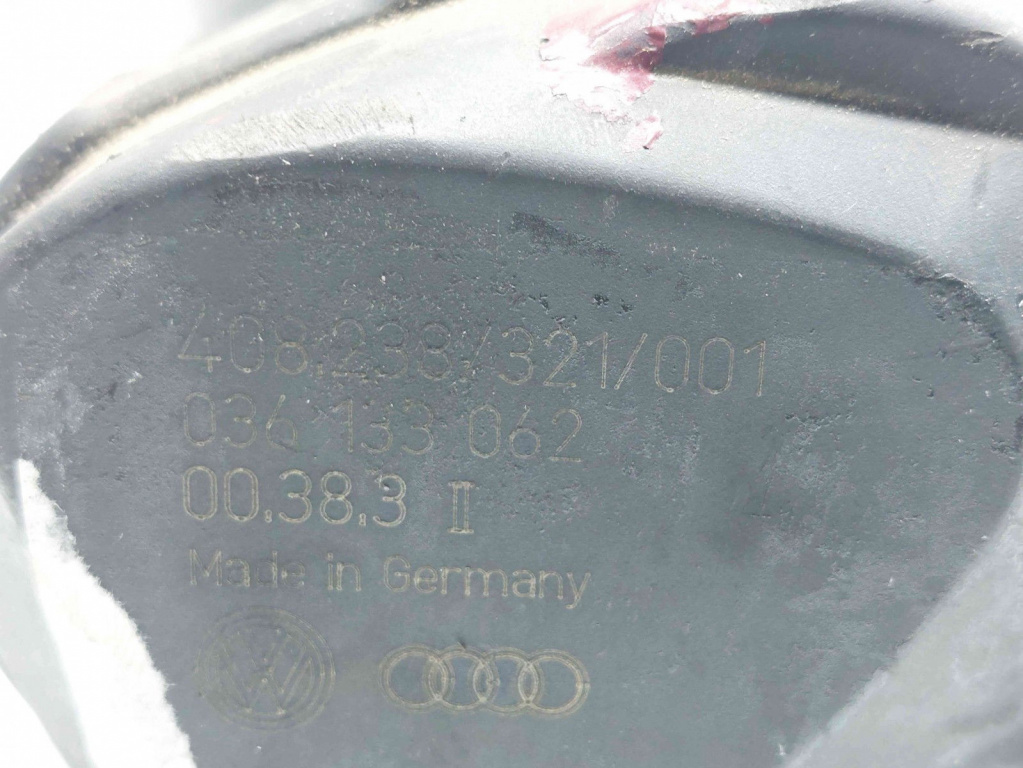 408.238/321/001
036 133 062
00.38.3 II
Made in Germany